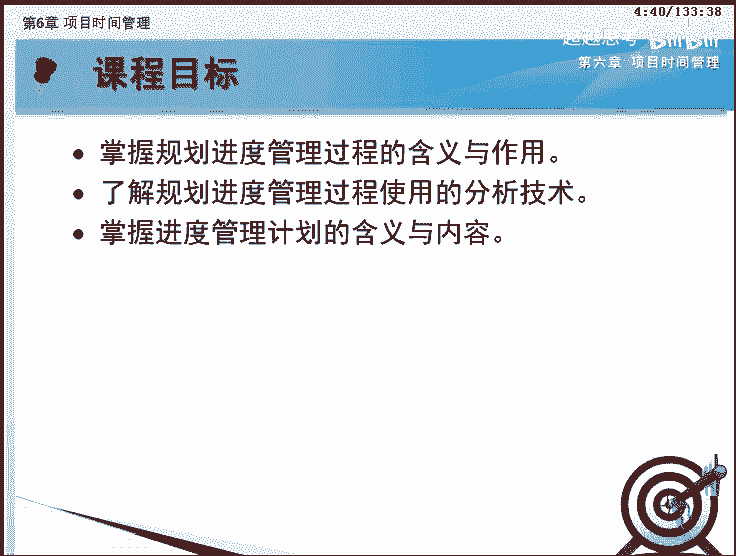 第6章 项目时间管理
4:40/133:38
第六章 项目时间管理
课程目标
• 掌握规划进度管理过程的含义与作用。
• 了解规划进度管理过程使用的分析技术。
• 掌握进度管理计划的含义与内容。